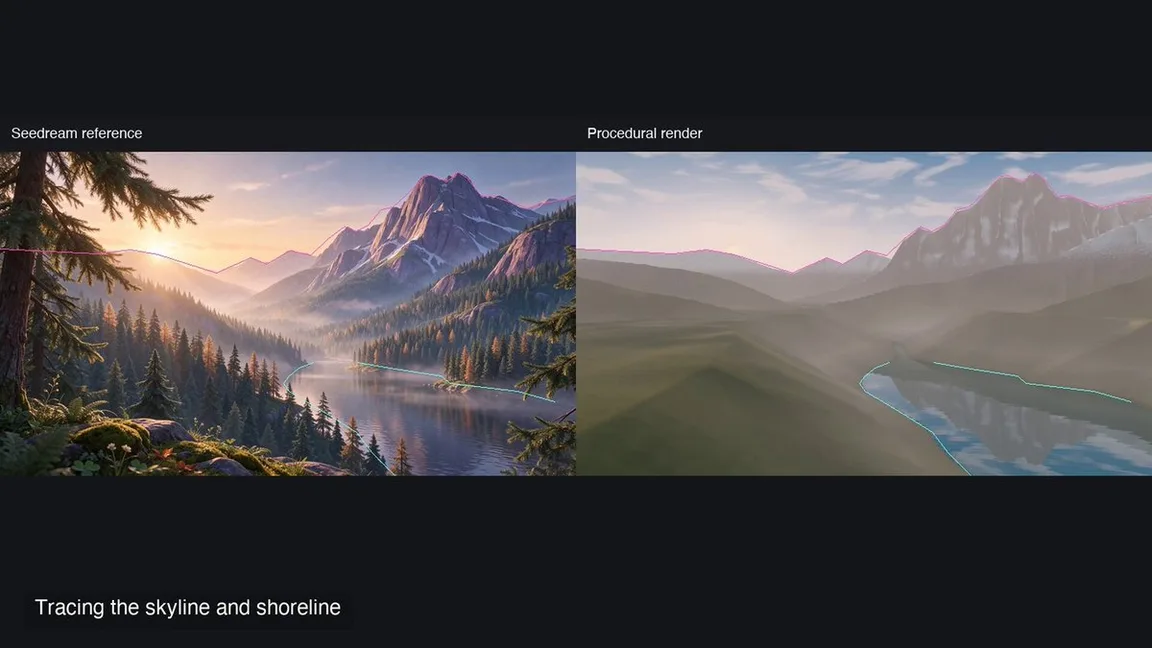 Seedream reference
Procedural render
Tracing the skyline and shoreline